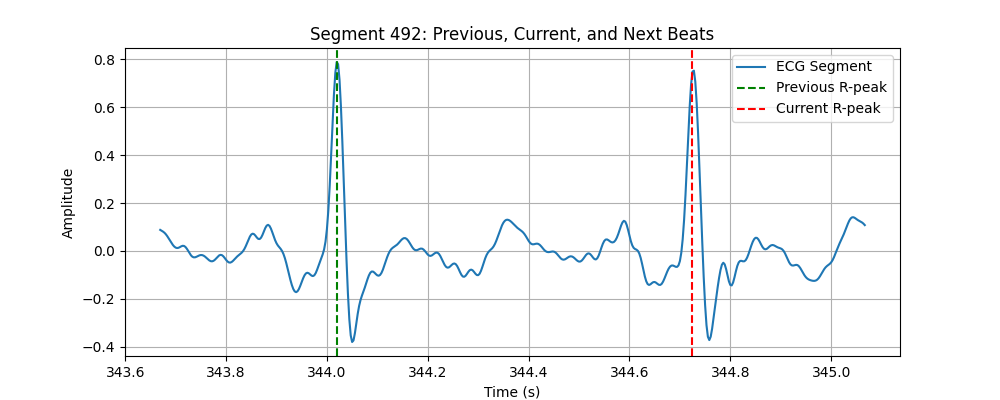 Segment 492: Previous, Current, and Next Beats
ECG Segment
Previous R-peak
Current R-peak
Amplitude
0.8
0.6
0.4
0.2
0.0
−0.2
−0.4
343.6 343.8 344.0 344.2 344.4 344.6 344.8 345.0
Time (s)